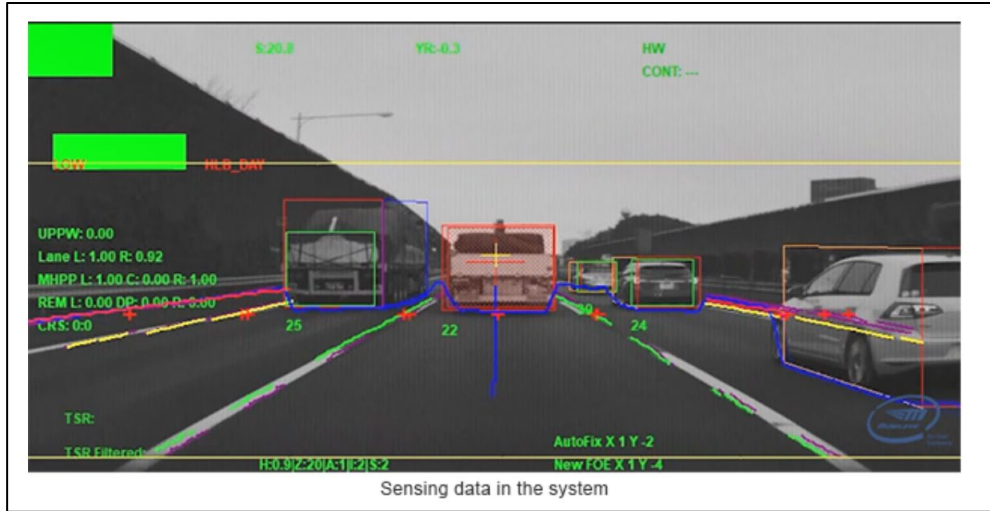 S:20.9 YR:-0.3 HW
CONT: ---
LOW HLB_DAY
UPPW: 0.00
Lane L: 1.00 R: 0.92
MHPP L: 1.00 C: 0.00 R: 1.00
REM L: 0.00 DP: 0.00 R: 0.00
CRS: 0:0
25 22 24
TSR:
TSR Filtered:
AutoFix X 1 Y -2
H:0.9|Z:20|A:1|I:2|S:2 New FOE X 1 Y -4
Sensing data in the system